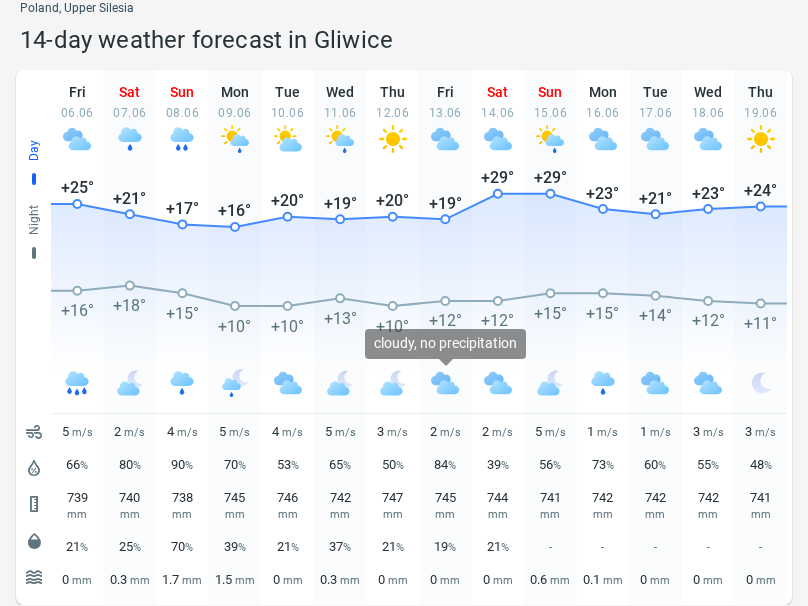 Poland, Upper Silesia
14-day weather forecast in Gliwice
Fri Sat Sun Mon Tue Wed Thu Fri Sat Sun Mon Tue Wed Thu
06.06 07.06 08.06 09.06 10.06 11.06 12.06 13.06 14.06 15.06 16.06 17.06 18.06 19.06
Day
+25° +21° +17° +16° +20° +19° +20° +19° +29° +29° +23° +21° +23° +24°
Night
+16° +18° +15° +10° +10° +13° +10° +12° +12° +15° +15° +14° +12° +11°
cloudy, no precipitation
5 m/s 2 m/s 4 m/s 5 m/s 4 m/s 5 m/s 3 m/s 2 m/s 2 m/s 5 m/s 1 m/s 1 m/s 3 m/s 3 m/s
66% 80% 90% 70% 53% 65% 50% 84% 39% 56% 73% 60% 55% 48%
739 740 738 745 746 742 747 745 744 741 742 742 742 741
mm mm mm mm mm mm mm mm mm mm mm mm mm mm
21% 25% 70% 39% 21% 37% 21% 19% 21% - - - - -
0 mm 0.3 mm 1.7 mm 1.5 mm 0 mm 0.3 mm 0 mm 0 mm 0 mm 0.6 mm 0.1 mm 0 mm 0 mm 0 mm